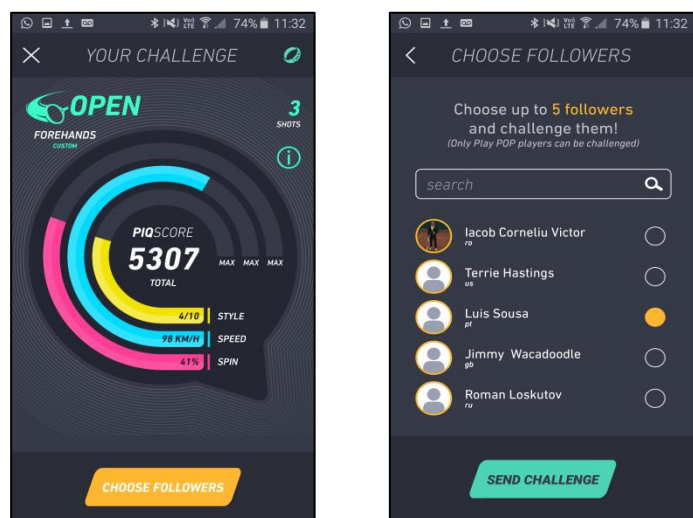 74% 11:32
YOUR CHALLENGE
OPEN
FOREHANDS
CUSTOM
3
SHOTS
i
PIQSCORE
5307
TOTAL
MAX MAX MAX
4/10 STYLE
98 KM/H SPEED
41% SPIN
CHOOSE FOLLOWERS
74% 11:32
CHOOSE FOLLOWERS
Choose up to 5 followers
and challenge them!
(Only Play POP players can be challenged)
search
Iacob Corneliu Victor
ro
Terrie Hastings
us
Luis Sousa
pt
Jimmy Wacadoodle
gb
Roman Loskutov
ru
SEND CHALLENGE